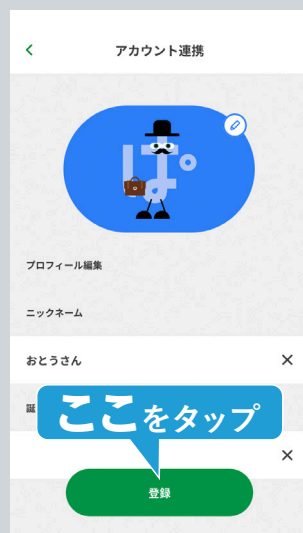 アカウント連携
ぱ
プロフィール編集
ニックネーム
おとうさん
誕
ここをタップ
登録